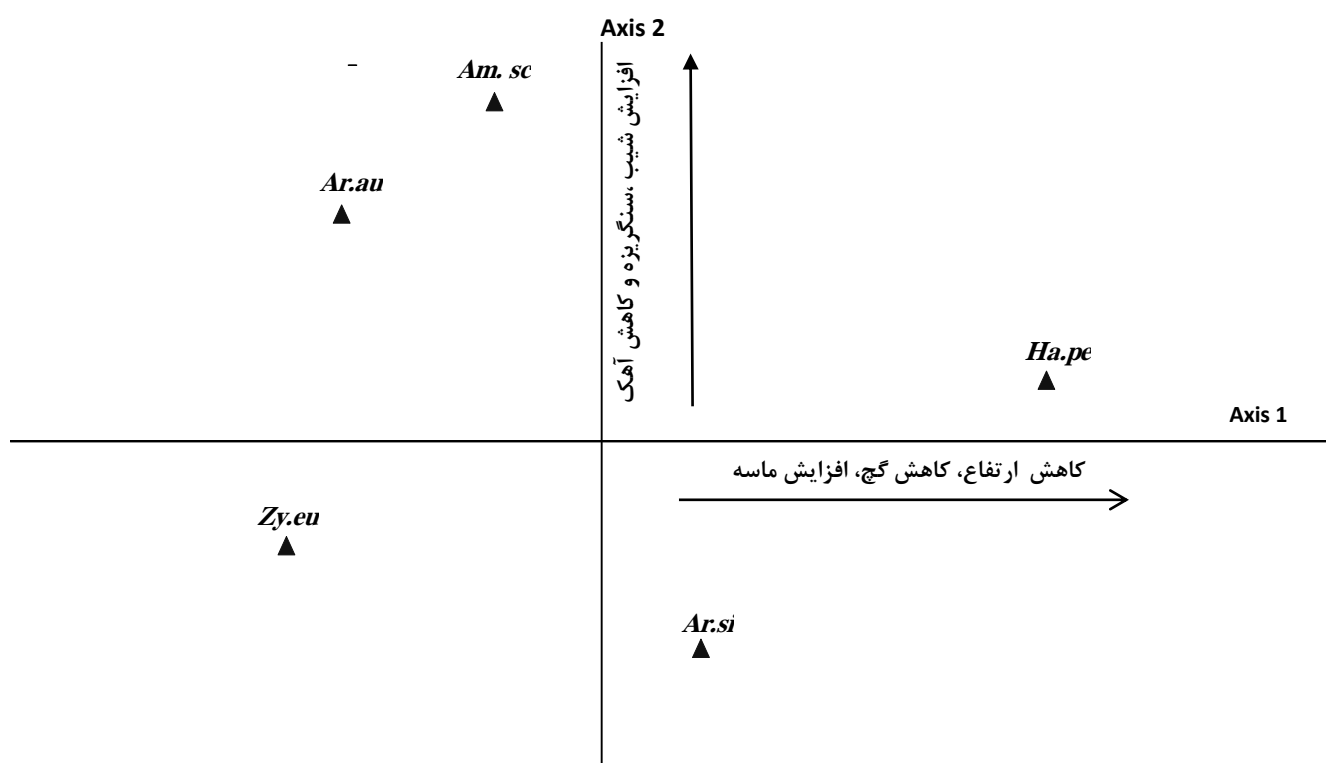 Axis 2
Am. sc
افزایش شیب ،سنگریزه و کاهش آهک
Ar.au
Ha.pe
Axis 1
کاهش ارتفاع، کاهش گچ، افزایش ماسه
Zy.eu
Ar.si